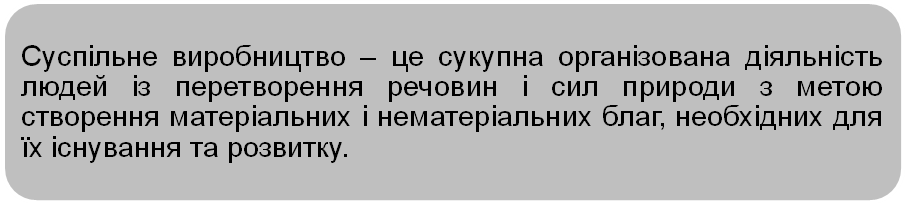 Суспільне виробництво – це сукупна організована діяльність
людей із перетворення речовин і сил природи з метою
створення матеріальних і нематеріальних благ, необхідних для
їх існування та розвитку.